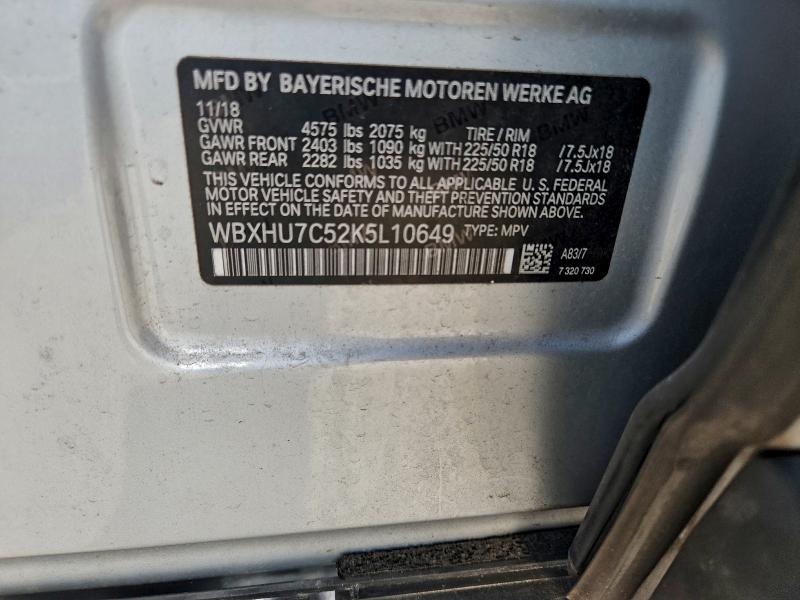 MFD BY BAYERISCHE MOTOREN WERKE AG
11/18
GVWR 4575 lbs 2075 kg TIRE / RIM
GAWR FRONT 2403 lbs 1090 kg WITH 225/50 R18 /7.5Jx18
GAWR REAR 2282 lbs 1035 kg WITH 225/50 R18 /7.5Jx18
THIS VEHICLE CONFORMS TO ALL APPLICABLE U. S. FEDERAL
MOTOR VEHICLE SAFETY AND THEFT PREVENTION STANDARDS
IN EFFECT ON THE DATE OF MANUFACTURE SHOWN ABOVE.
WBXHU7C52K5L10649 TYPE: MPV
A83/7
7 320 730